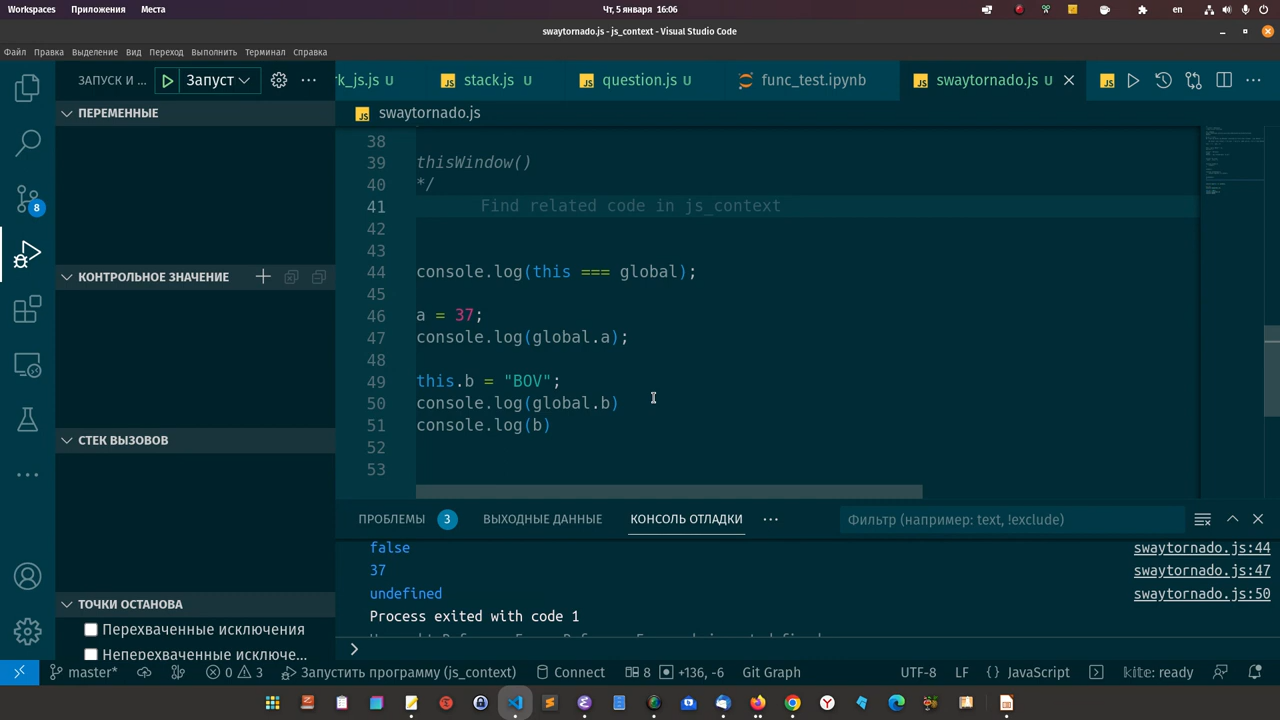 Workspaces Приложения Места Чт, 5 января 16:06 en
swaytornado.js - js_context - Visual Studio Code
Файл Правка Выделение Вид Переход Выполнить Терминал Справка
ЗАПУСК И ... Запуст rk_js.js U stack.js U question.js U func_test.ipynb swaytornado.js U
ПЕРЕМЕННЫЕ
swaytornado.js
38
39 thisWindow()
40 */
41 Find related code in js_context
42
43
КОНТРОЛЬНОЕ ЗНАЧЕНИЕ
44 console.log(this === global);
45
46 a = 37;
47 console.log(global.a);
48
49 this.b = "BOV";
50 console.log(global.b)
51 console.log(b)
52
53
СТЕК ВЫЗОВОВ
ПРОБЛЕМЫ 3 ВЫХОДНЫЕ ДАННЫЕ КОНСОЛЬ ОТЛАДКИ Фильтр (например: text, !exclude)
false swaytornado.js:44
37 swaytornado.js:47
undefined swaytornado.js:50
Process exited with code 1
ТОЧКИ ОСТАНОВА
Перехваченные исключения
Неперехваченные исключе...
8
master* 0 3 Запустить программу (js_context) Connect 8 +136, -6 Git Graph UTF-8 LF JavaScript kite: ready